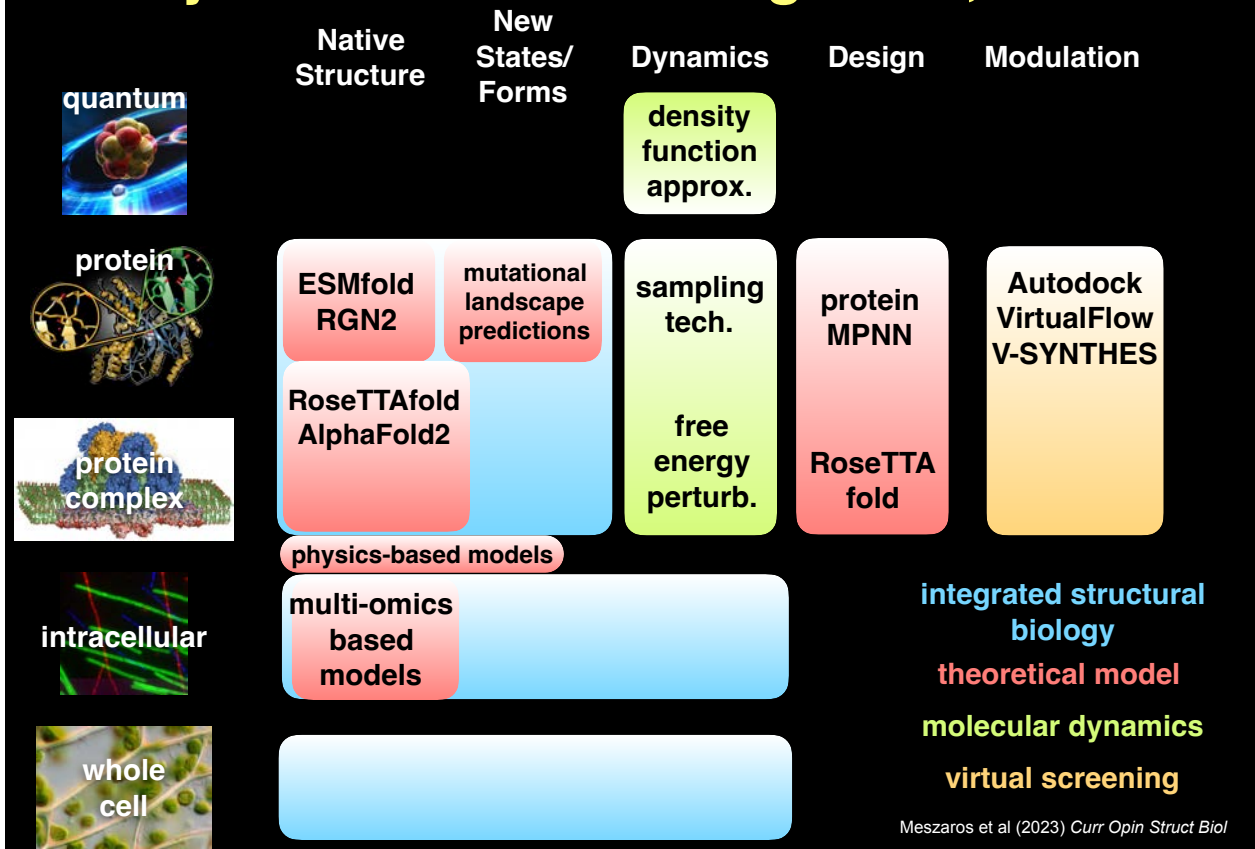 Native
Structure
New
States/
Forms
Dynamics
Design
Modulation
quantum
density
function
approx.
protein
ESMfold
RGN2
mutational
landscape
predictions
sampling
tech.
protein
MPNN
Autodock
VirtualFlow
V-SYNTHES
RoseTTAfold
AlphaFold2
protein
complex
free
energy
perturb.
RoseTTA
fold
physics-based models
intracellular
multi-omics
based
models
integrated structural
biology
theoretical model
molecular dynamics
virtual screening
whole
cell
Meszaros et al (2023) Curr Opin Struct Biol